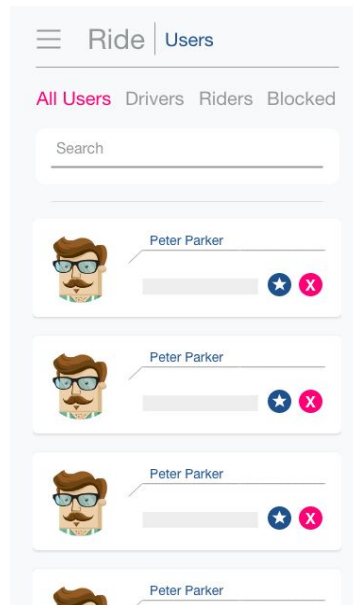 Ride Users
All Users Drivers Riders Blocked
Search
Peter Parker
X
Peter Parker
X
Peter Parker
X
Peter Parker